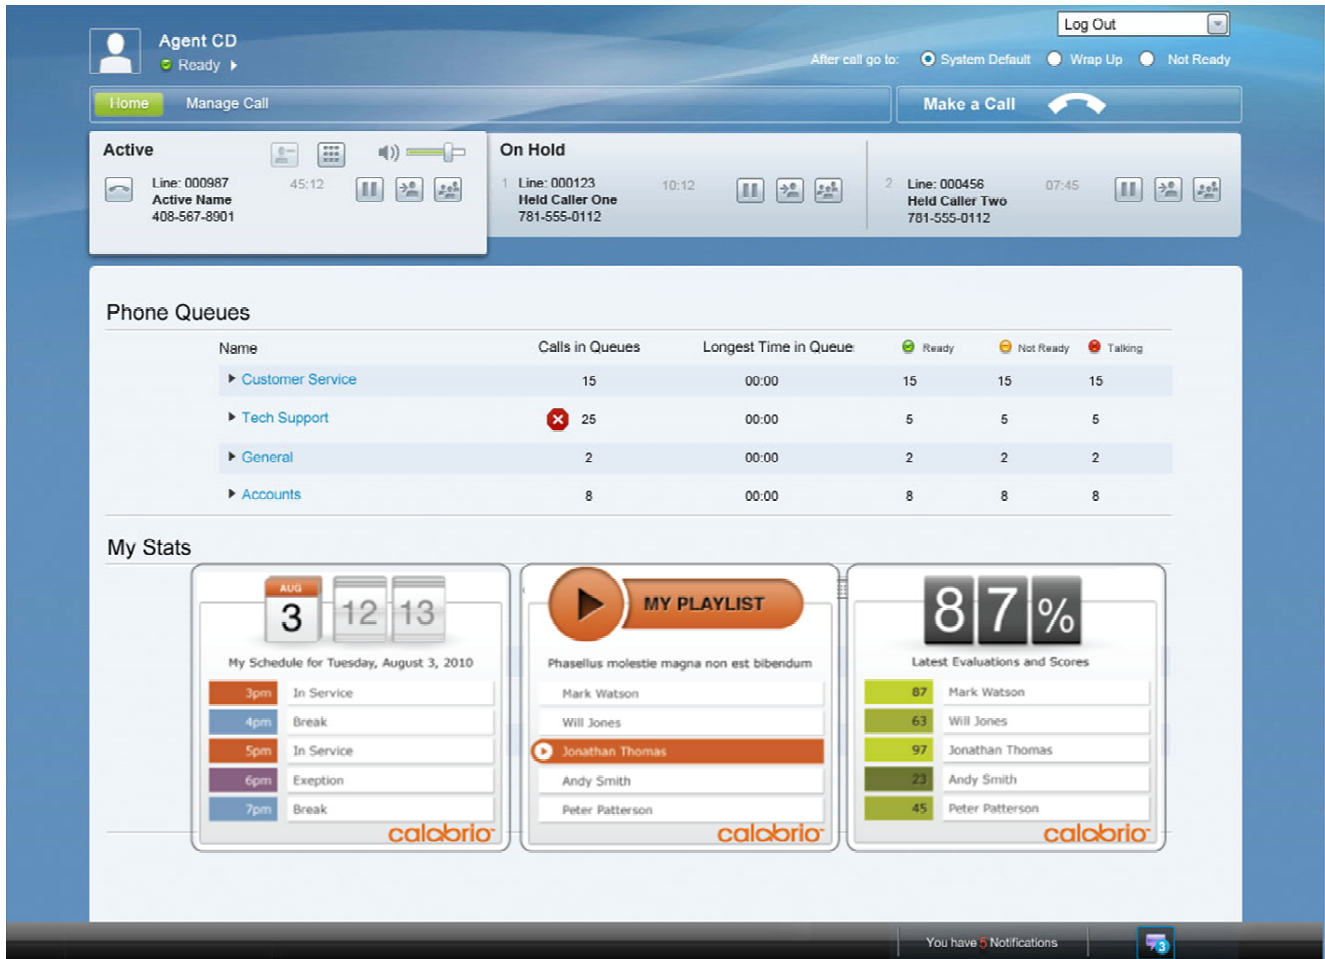 Log Out
Agent CD
Ready
After call go to: System Default Wrap Up Not Ready
Home Manage Call Make a Call
Active
Line: 000987 45:12
Active Name
408-567-8901
On Hold
1 Line: 000123 10:12
Held Caller One
781-555-0112
2 Line: 000456 07:45
Held Caller Two
781-555-0112
Phone Queues
Name Calls in Queues Longest Time in Queue Ready Not Ready Talking
Customer Service 15 00:00 15 15 15
Tech Support 25 00:00 5 5 5
General 2 00:00 2 2 2
Accounts 8 00:00 8 8 8
My Stats
AUG
3 12 13
My Schedule for Tuesday, August 3, 2010
3pm In Service
4pm Break
5pm In Service
6pm Exeption
7pm Break
calabrio
MY PLAYLIST
Phasellus molestie magna non est bibendum
Mark Watson
Will Jones
Jonathan Thomas
Andy Smith
Peter Patterson
calabrio
87%
Latest Evaluations and Scores
87 Mark Watson
63 Will Jones
97 Jonathan Thomas
23 Andy Smith
45 Peter Patterson
calabrio
You have 5 Notifications 3